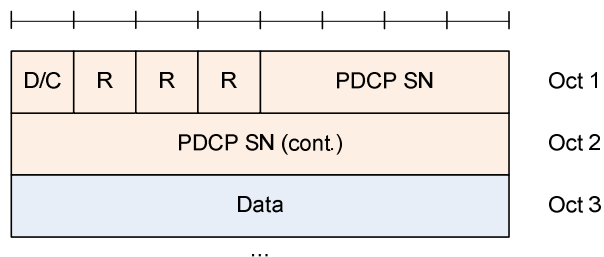 D/C R R R PDCP SN Oct 1
PDCP SN (cont.) Oct 2
Data Oct 3
...